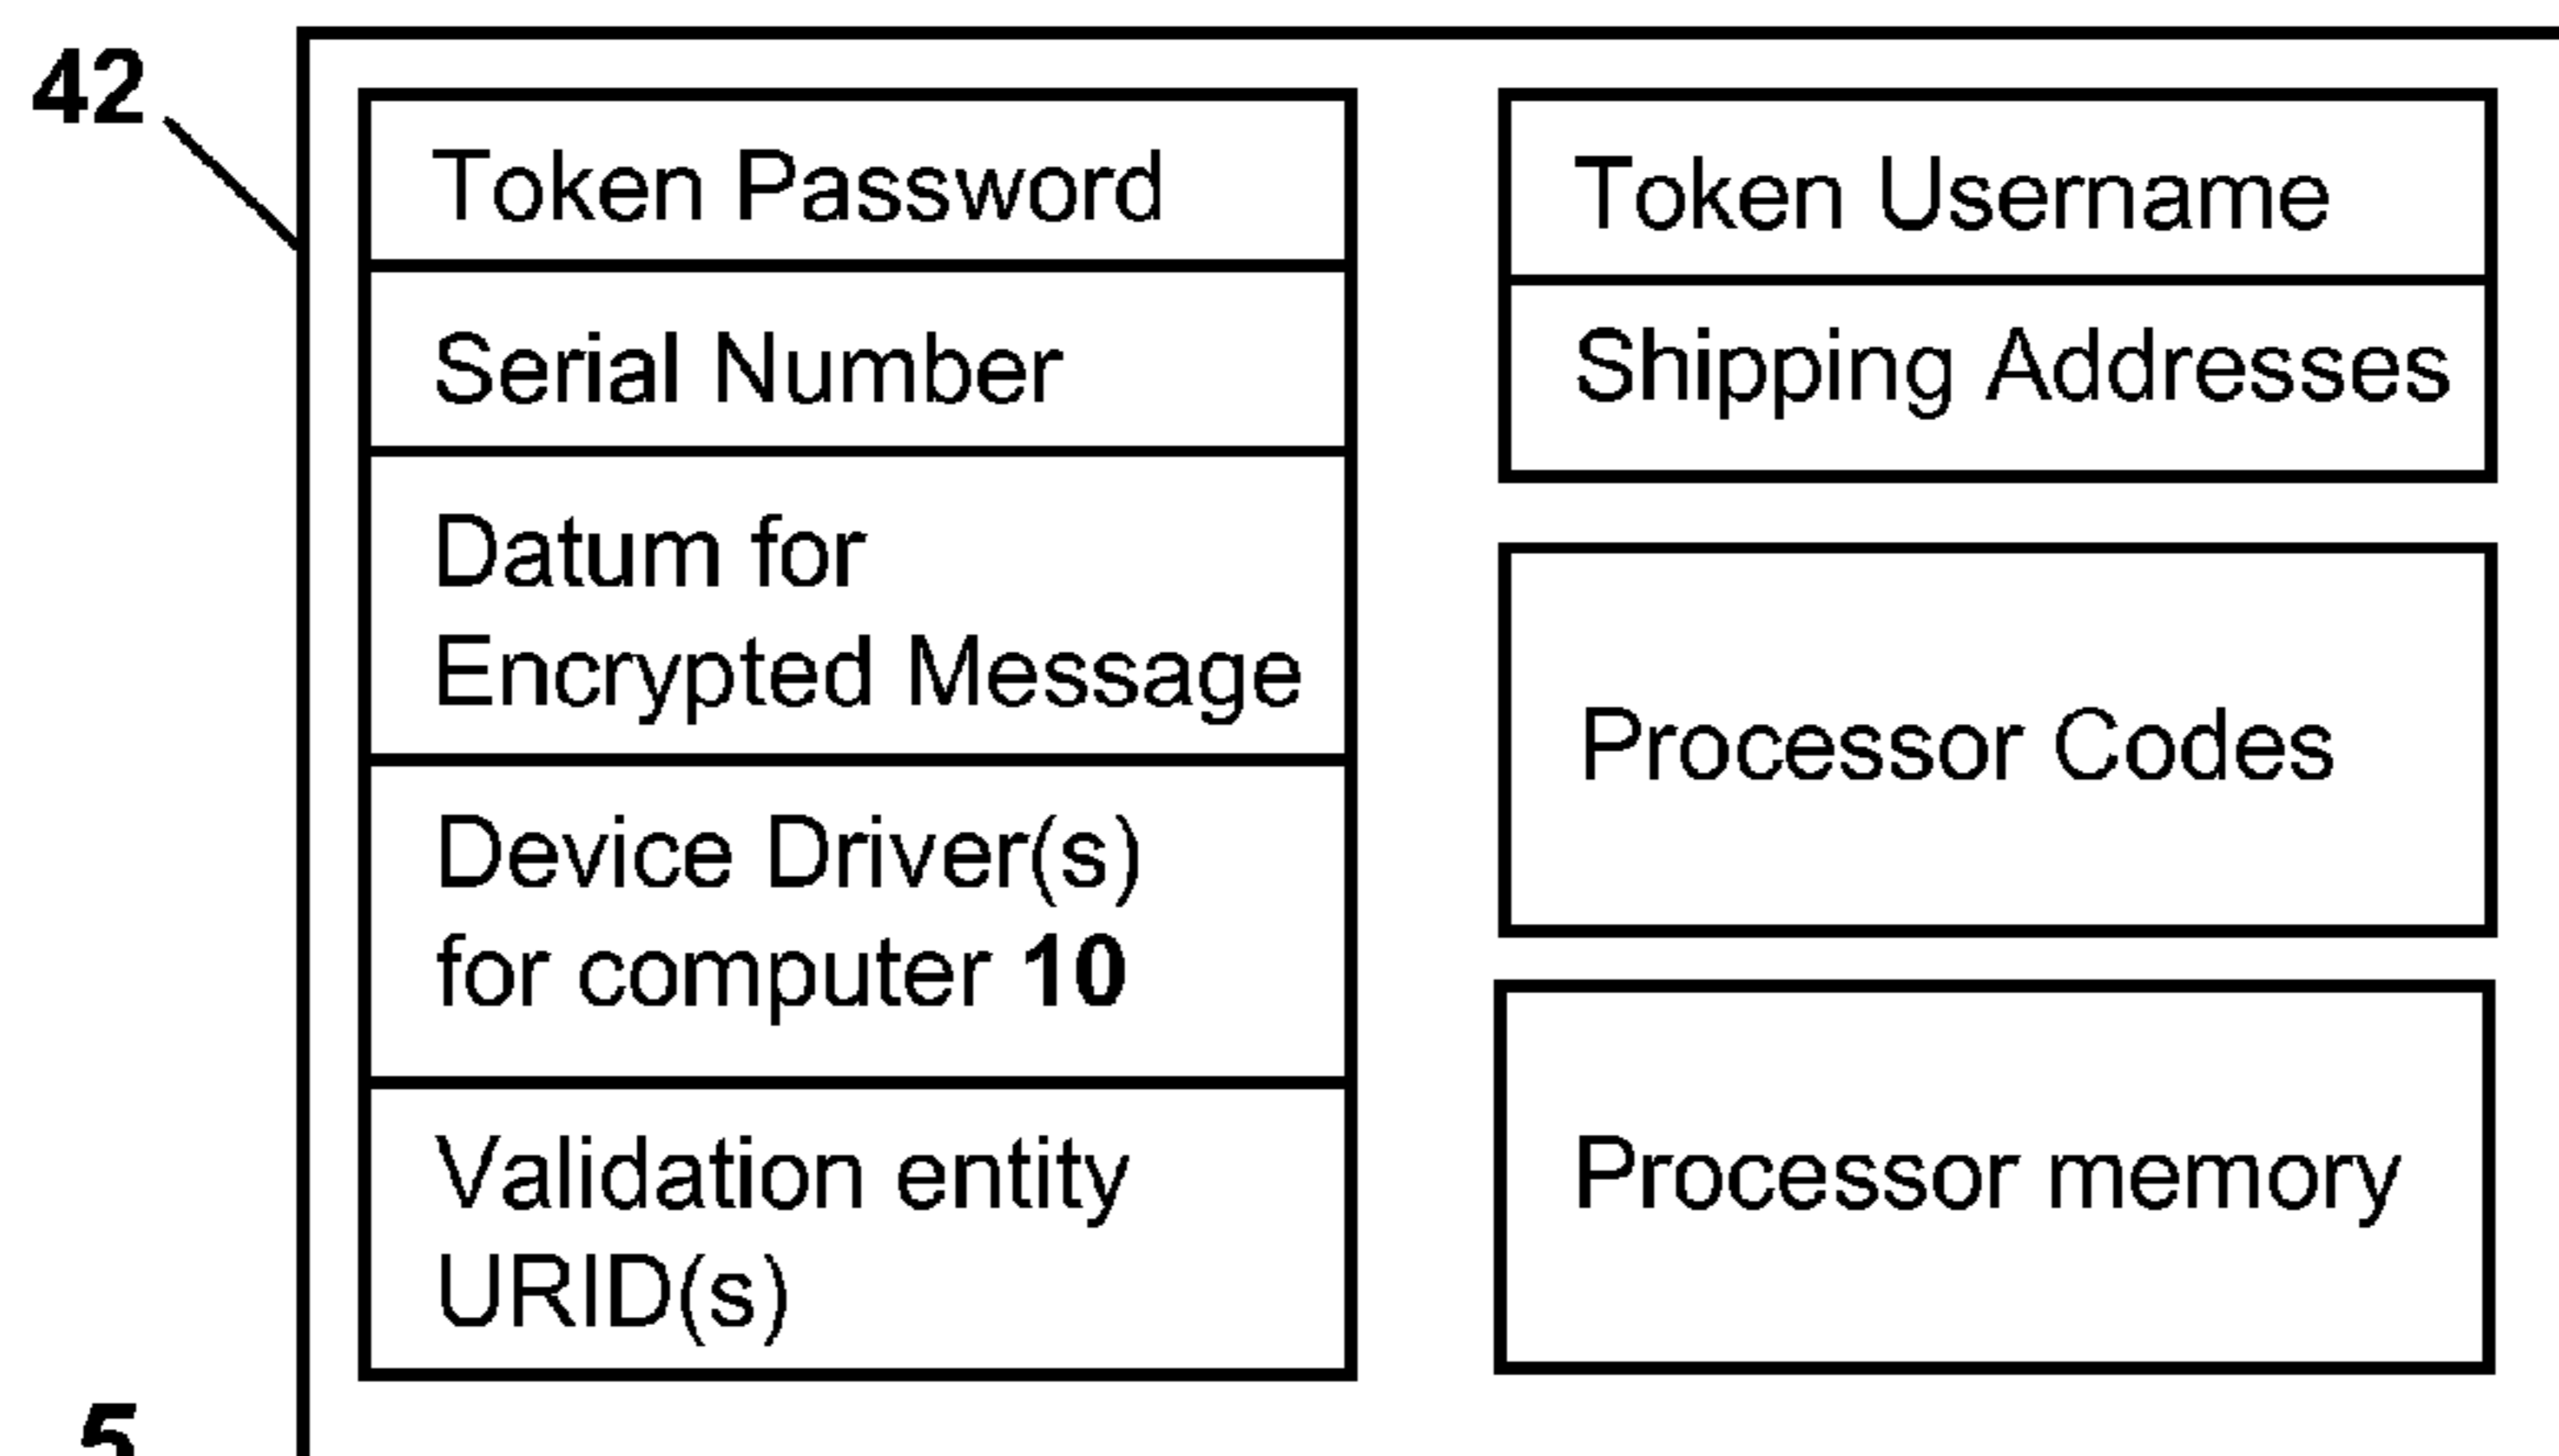 42
Token Password
Serial Number
Datum for
Encrypted Message
Device Driver(s)
for computer 10
Validation entity
URID(s)
Token Username
Shipping Addresses
Processor Codes
Processor memory
5